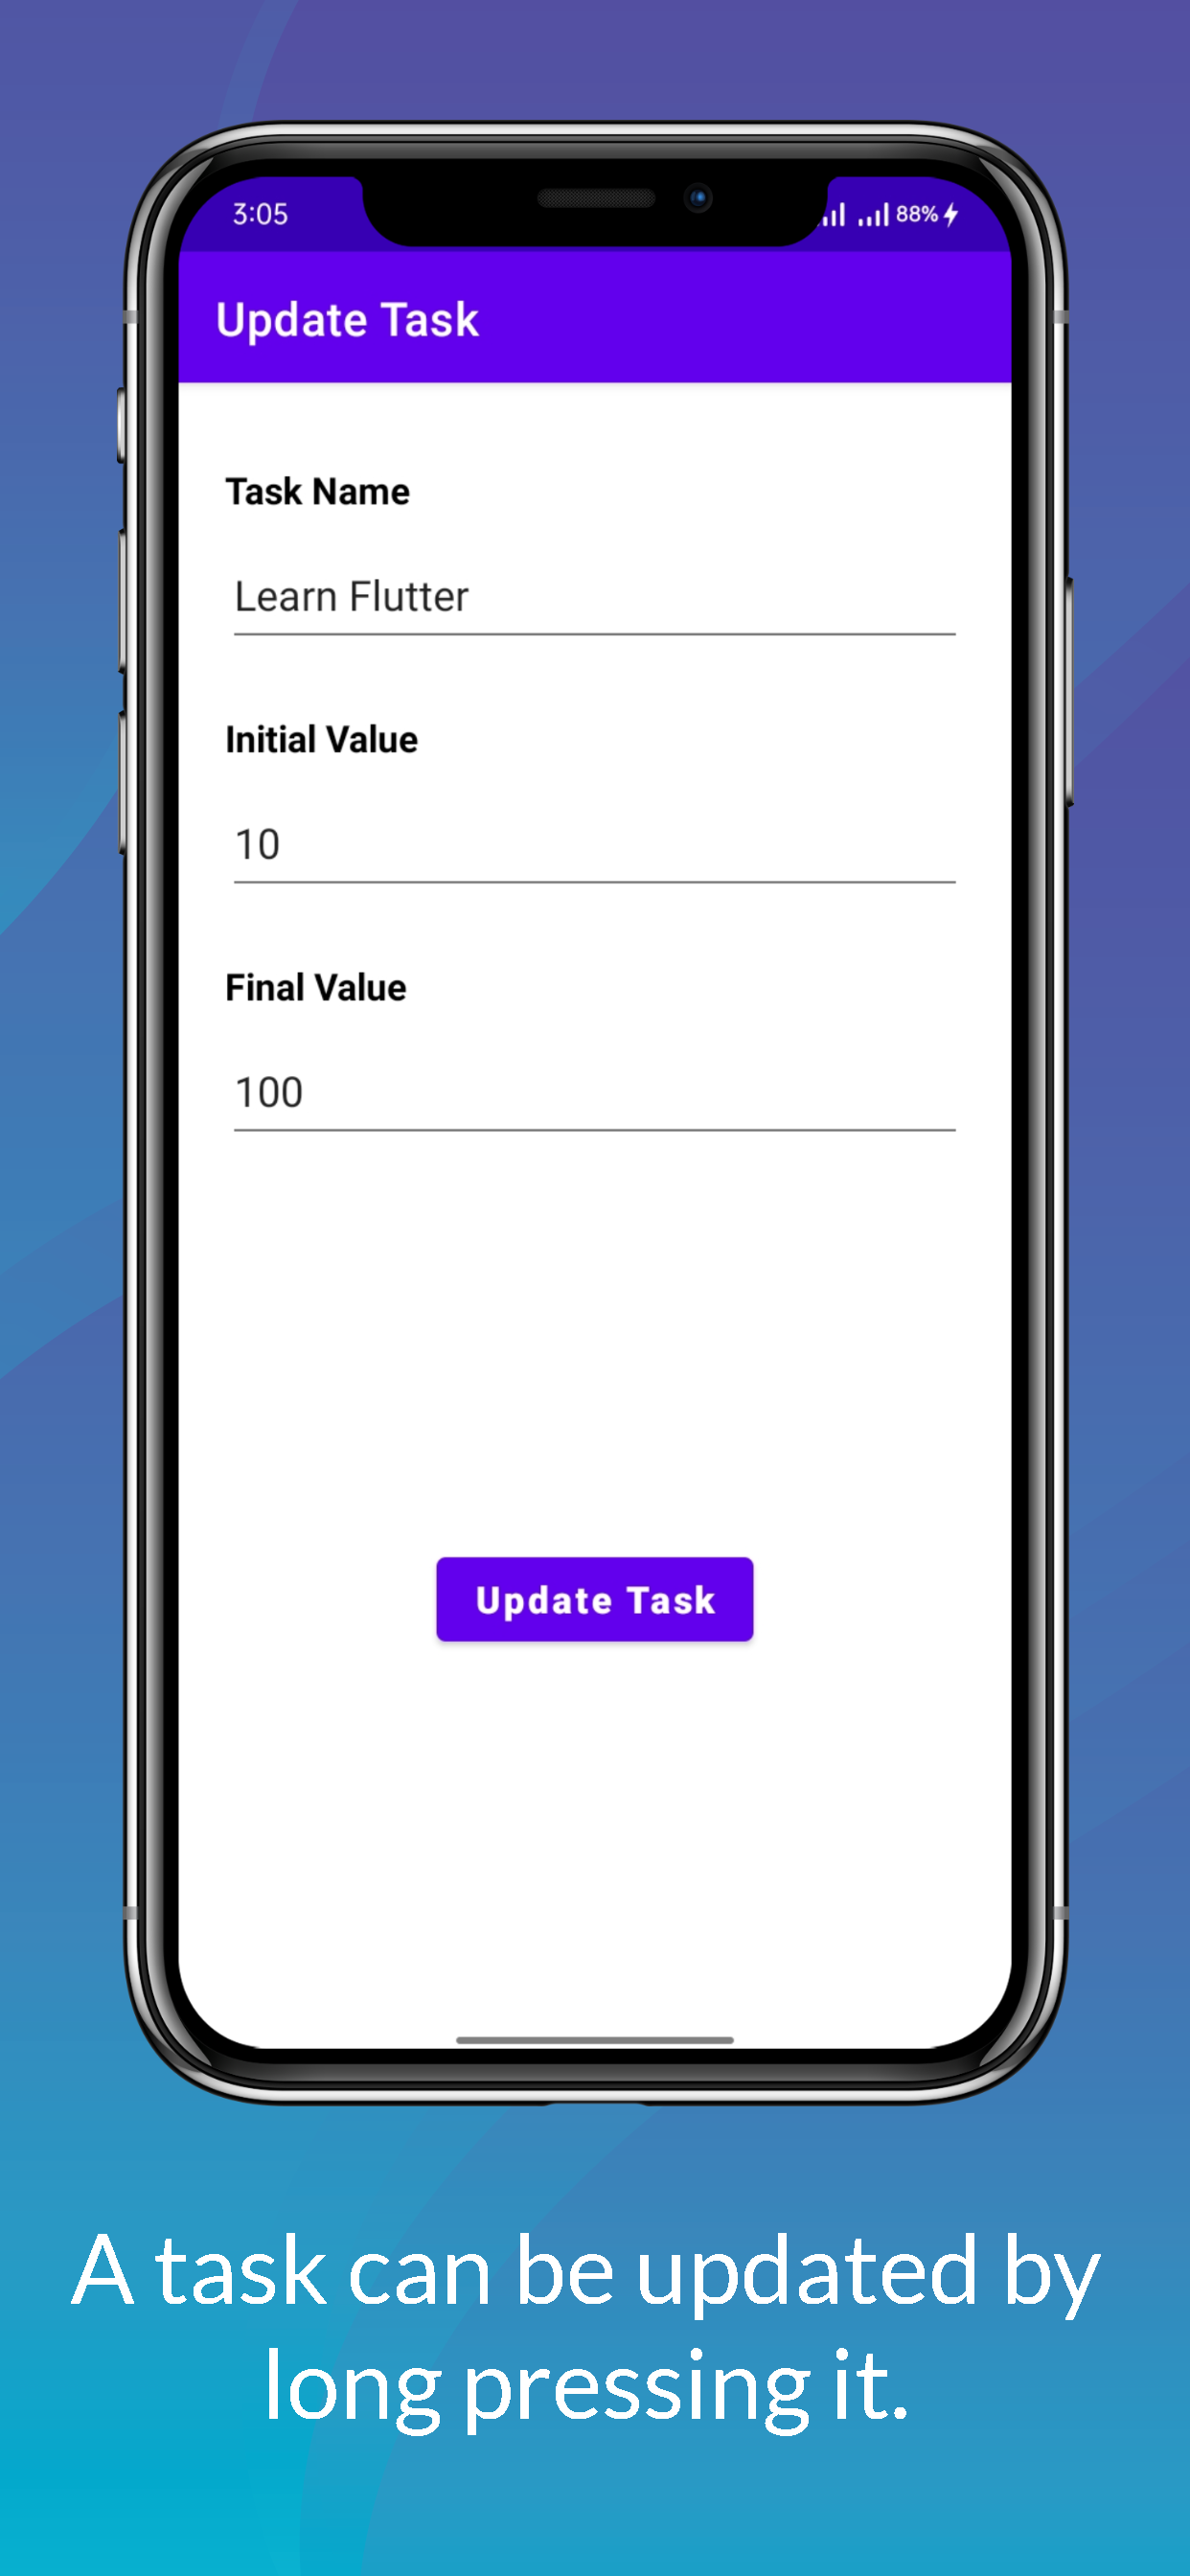 3:05
88%
Update Task
Task Name
Learn Flutter
Initial Value
10
Final Value
100
Update Task
A task can be updated by
long pressing it.